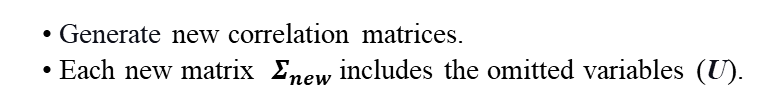 • Generate new correlation matrices.
• Each new matrix Σnew includes the omitted variables (U).